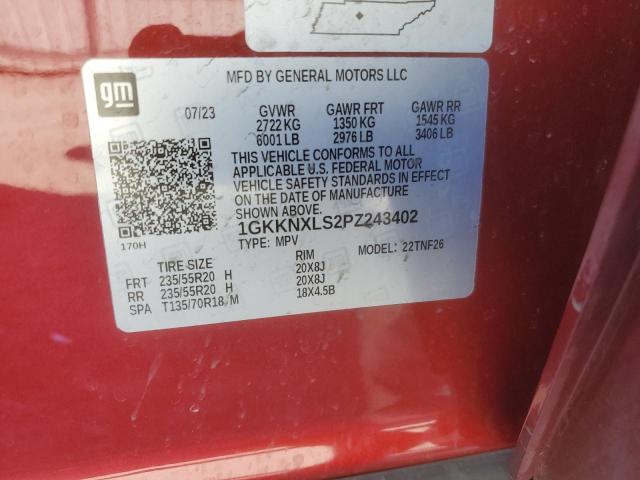 gm
MFD BY GENERAL MOTORS LLC
07/23 GVWR GAWR FRT GAWR RR
2722 KG 1350 KG 1545 KG
6001 LB 2976 LB 3406 LB
THIS VEHICLE CONFORMS TO ALL
APPLICABLE U.S. FEDERAL MOTOR
VEHICLE SAFETY STANDARDS IN EFFECT
ON THE DATE OF MANUFACTURE
SHOWN ABOVE.
170H 1GKKNXLS2PZ243402
TYPE: MPV MODEL: 22TNF26
TIRE SIZE RIM
FRT 235/55R20 H 20X8J
RR 235/55R20 H 20X8J
SPA T135/70R18 M 18X4.5B